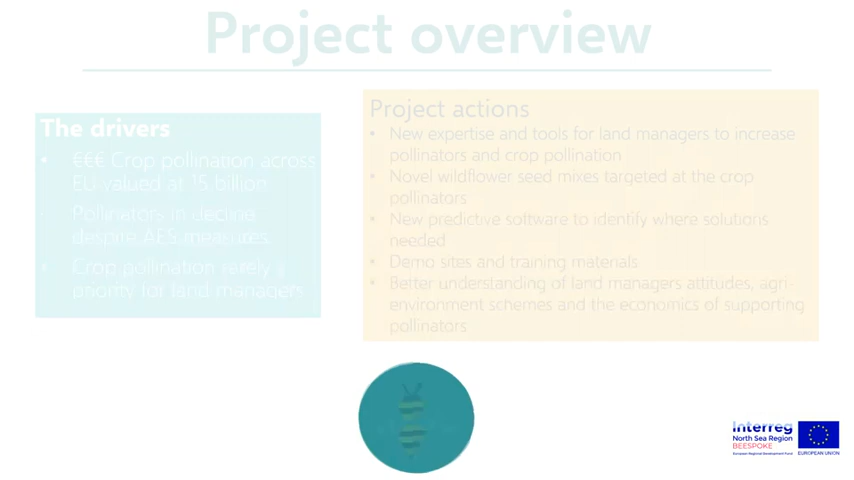 Project overview
The drivers
• €€€ Crop pollination across
EU valued at 15 billion
Pollinators in decline
despite AES measures
• Crop pollination rarely a
priority for land managers
Project actions
• New expertise and tools for land managers to increase
pollinators and crop pollination
• Novel wildflower seed mixes targeted at the crop
pollinators
• New predictive software to identify where solutions
needed
• Demo sites and training materials
• Better understanding of land managers attitudes, agri
environment schemes and the economics of supporting
pollinators
Interreg
North Sea Region
BEESPOKE
European Regional Development Fund
EUROPEAN UNION